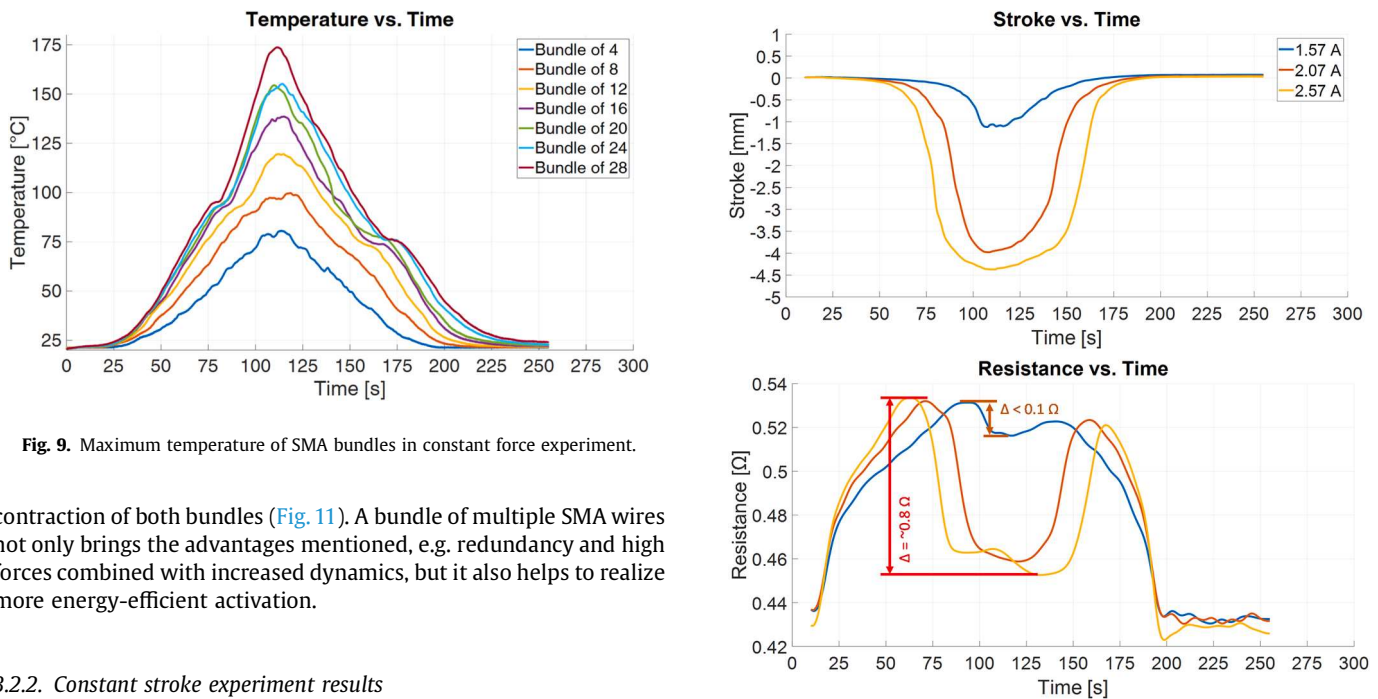 Temperature vs. Time
Temperature [°C]
175
150
125
100
75
50
25
0 25 50 75 100 125 150 175 200 225 250 275 300
Time [s]
Bundle of 4
Bundle of 8
Bundle of 12
Bundle of 16
Bundle of 20
Bundle of 24
Bundle of 28
Fig. 9. Maximum temperature of SMA bundles in constant force experiment.
contraction of both bundles (Fig. 11). A bundle of multiple SMA wires
not only brings the advantages mentioned, e.g. redundancy and high
forces combined with increased dynamics, but it also helps to realize
more energy-efficient activation.
3.2.2. Constant stroke experiment results
Stroke vs. Time
Stroke [mm]
1
0.5
0
-0.5
-1
-1.5
-2
-2.5
-3
-3.5
-4
-4.5
-5
0 25 50 75 100 125 150 175 200 225 250 275 300
Time [s]
1.57 A
2.07 A
2.57 A
Resistance vs. Time
Resistance [Ω]
0.54
0.52
0.5
0.48
0.46
0.44
0.42
Δ = ~0.8 Ω
Δ < 0.1 Ω
0 25 50 75 100 125 150 175 200 225 250 275 300
Time [s]